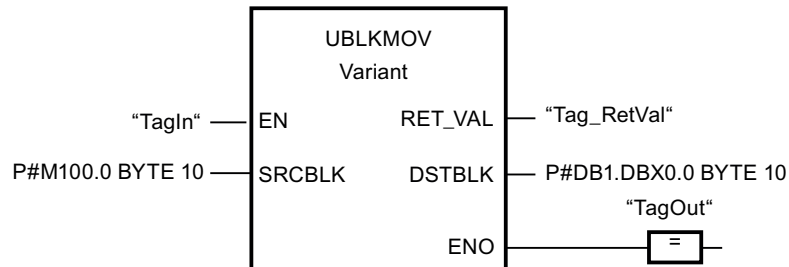 UBLKMOV
Variant
“TagIn“ EN RET_VAL “Tag_RetVal“
P#M100.0 BYTE 10 SRCBLK DSTBLK P#DB1.DBX0.0 BYTE 10
“TagOut“
ENO =